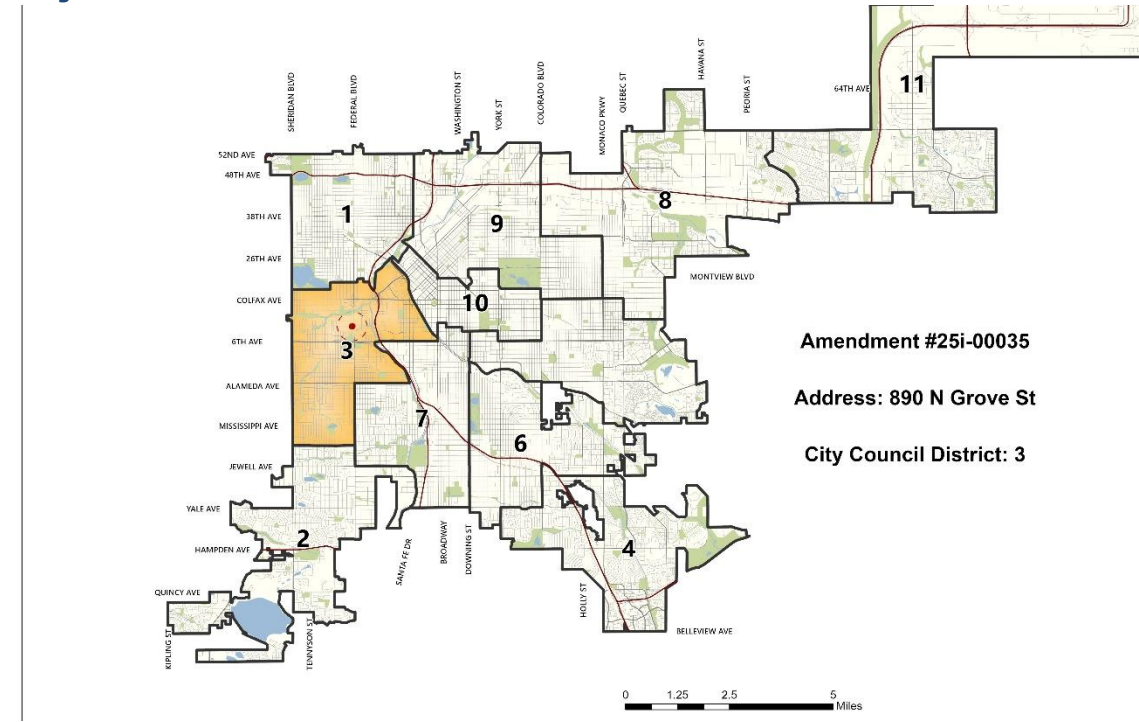 SHERIDAN BLVD
FEDERAL BLVD
WASHINGTON ST
YORK ST
COLORADO BLVD
MONACO PKWY
QUEBEC ST
HAVANA ST
PEORIA ST
64TH AVE
11
52ND AVE
48TH AVE
38TH AVE
26TH AVE
COLFAX AVE
6TH AVE
ALAMEDA AVE
MISSISSIPPI AVE
JEWELL AVE
YALE AVE
HAMPDEN AVE
QUINCY AVE
1
9
8
MONTVIEW BLVD
10
3
7
6
2
4
Amendment #25i-00035
Address: 890 N Grove St
City Council District: 3
SANTA FE DR
BROADWAY
DOWNING ST
HOLLY ST
BELLEVIEW AVE
KIPLING ST
TENNYSON ST
0 1.25 2.5 5
Miles